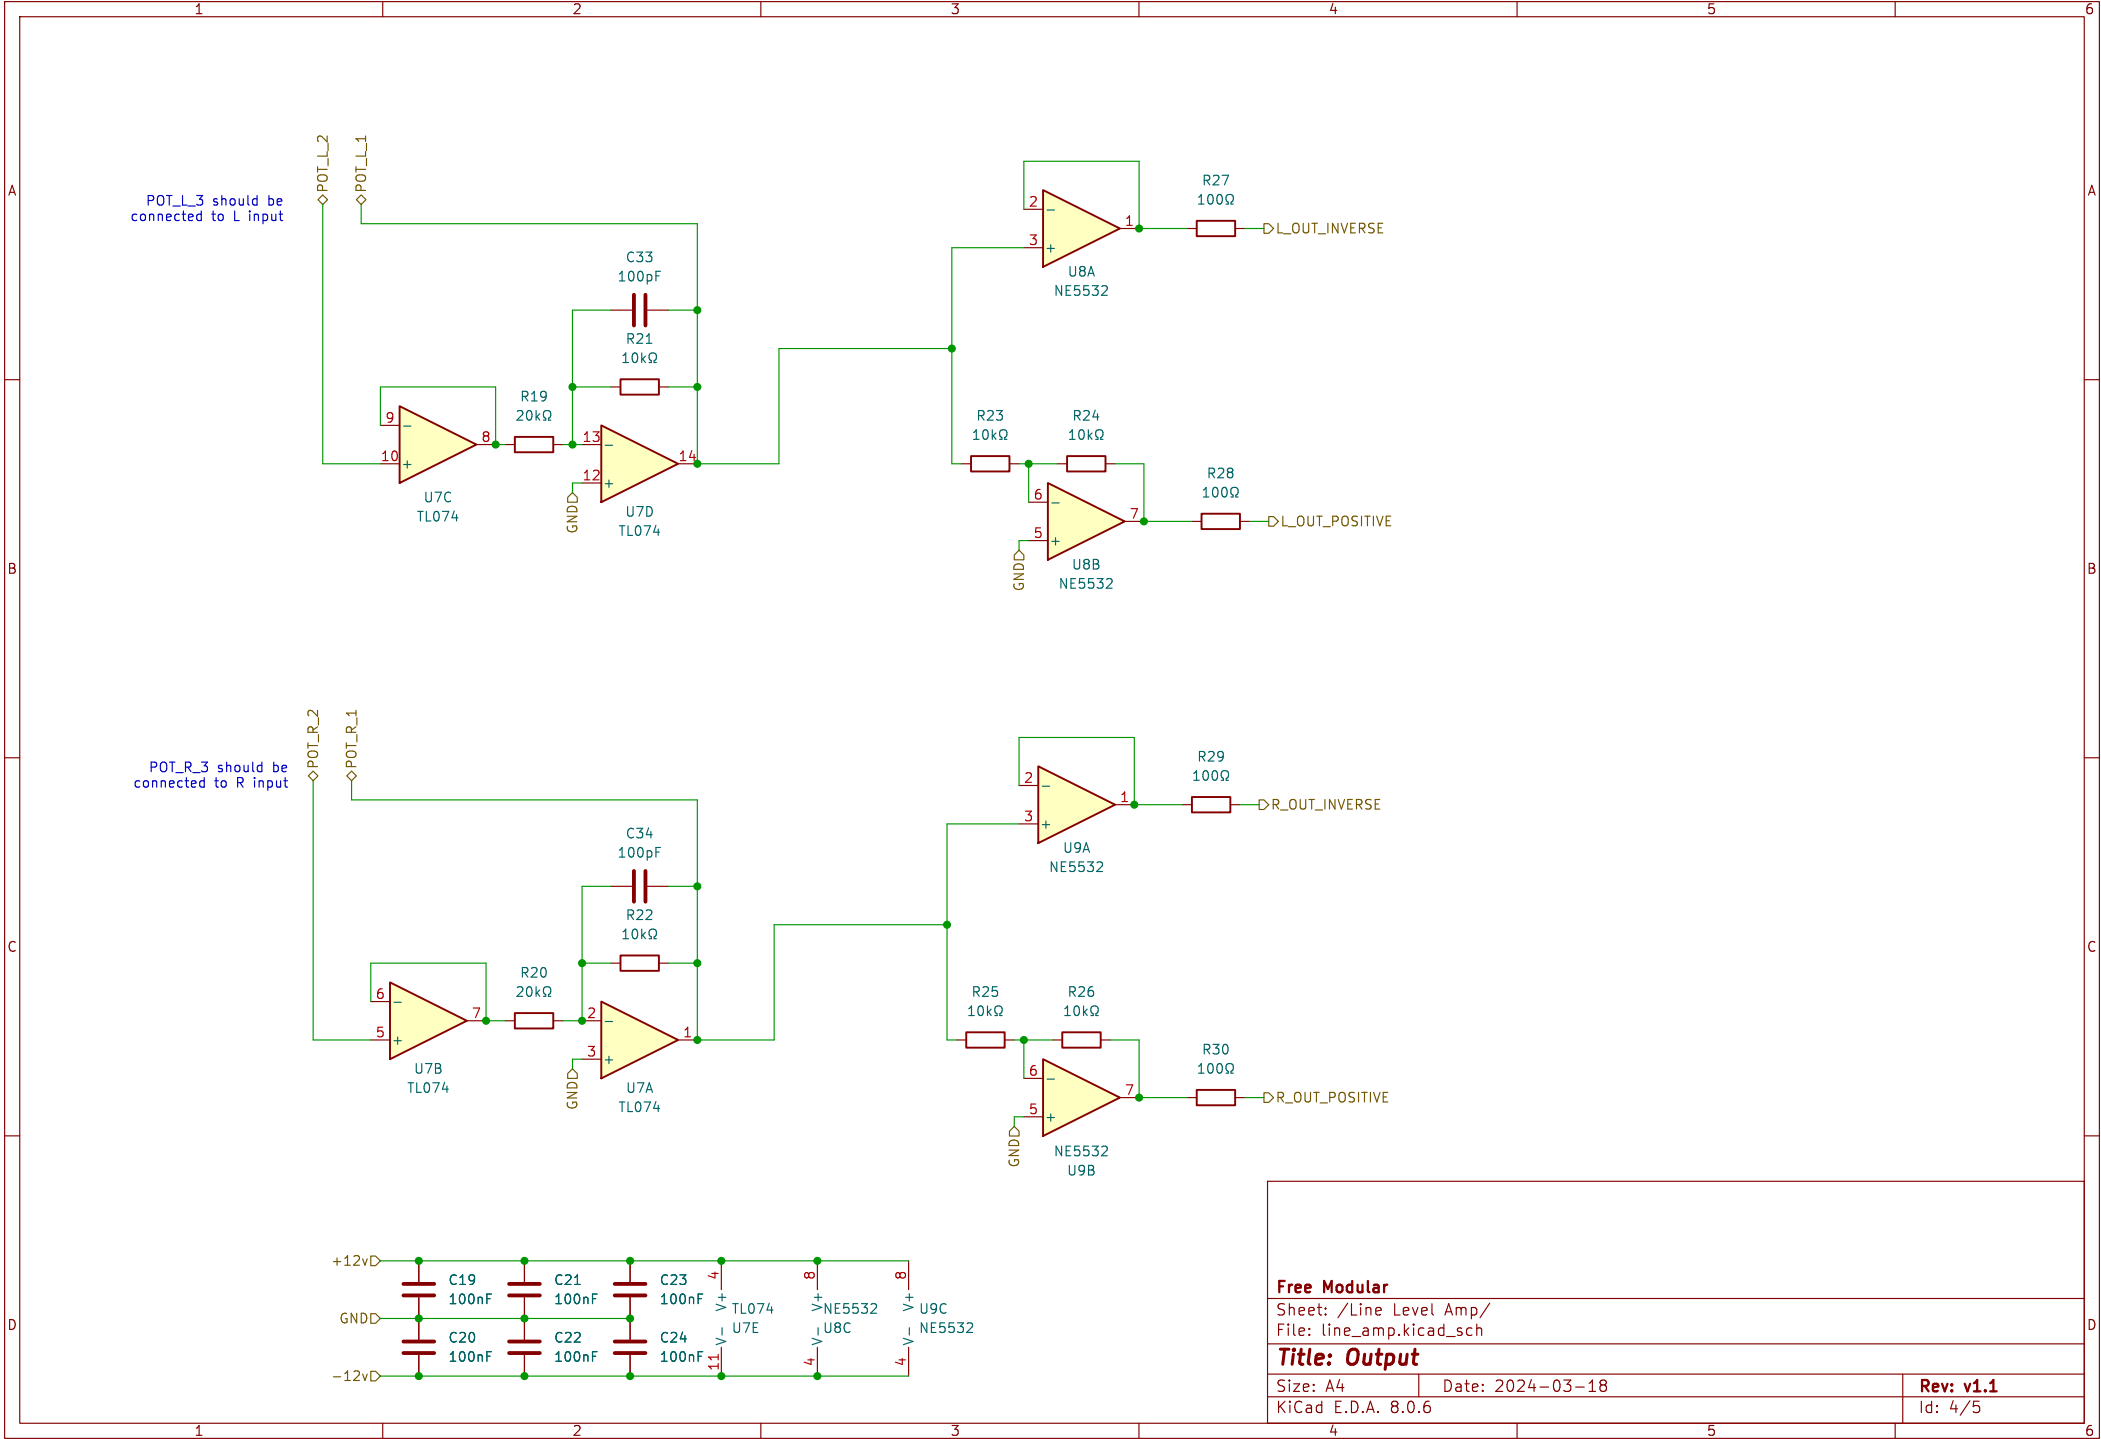 1 2 3 4 5 6
A
B
C
D
POT_L_2
POT_L_1
POT_L_3 should be
connected to L input
C33
100pF
R21
10kΩ
R19
20kΩ
9
10
8
U7C
TL074
13
12
14
U7D
TL074
GND
2
3
1
U8A
NE5532
R27
100Ω
L_OUT_INVERSE
R23
10kΩ
R24
10kΩ
6
5
7
U8B
NE5532
GND
R28
100Ω
L_OUT_POSITIVE
POT_R_2
POT_R_1
POT_R_3 should be
connected to R input
C34
100pF
R22
10kΩ
R20
20kΩ
6
5
7
U7B
TL074
2
3
1
U7A
TL074
GND
2
3
1
U9A
NE5532
R29
100Ω
R_OUT_INVERSE
R25
10kΩ
R26
10kΩ
6
5
7
NE5532
U9B
GND
R30
100Ω
R_OUT_POSITIVE
+12v
GND
-12v
C19
100nF
C21
100nF
C23
100nF
C20
100nF
C22
100nF
C24
100nF
4
V+
TL074
U7E
V-
11
8
V+
NE5532
U8C
V-
4
8
V+
U9C
NE5532
V-
4
Free Modular
Sheet: /Line Level Amp/
File: line_amp.kicad_sch
Title: Output
Size: A4 Date: 2024-03-18 Rev: v1.1
KiCad E.D.A. 8.0.6 Id: 4/5
A
B
C
D
1 2 3 4 5 6